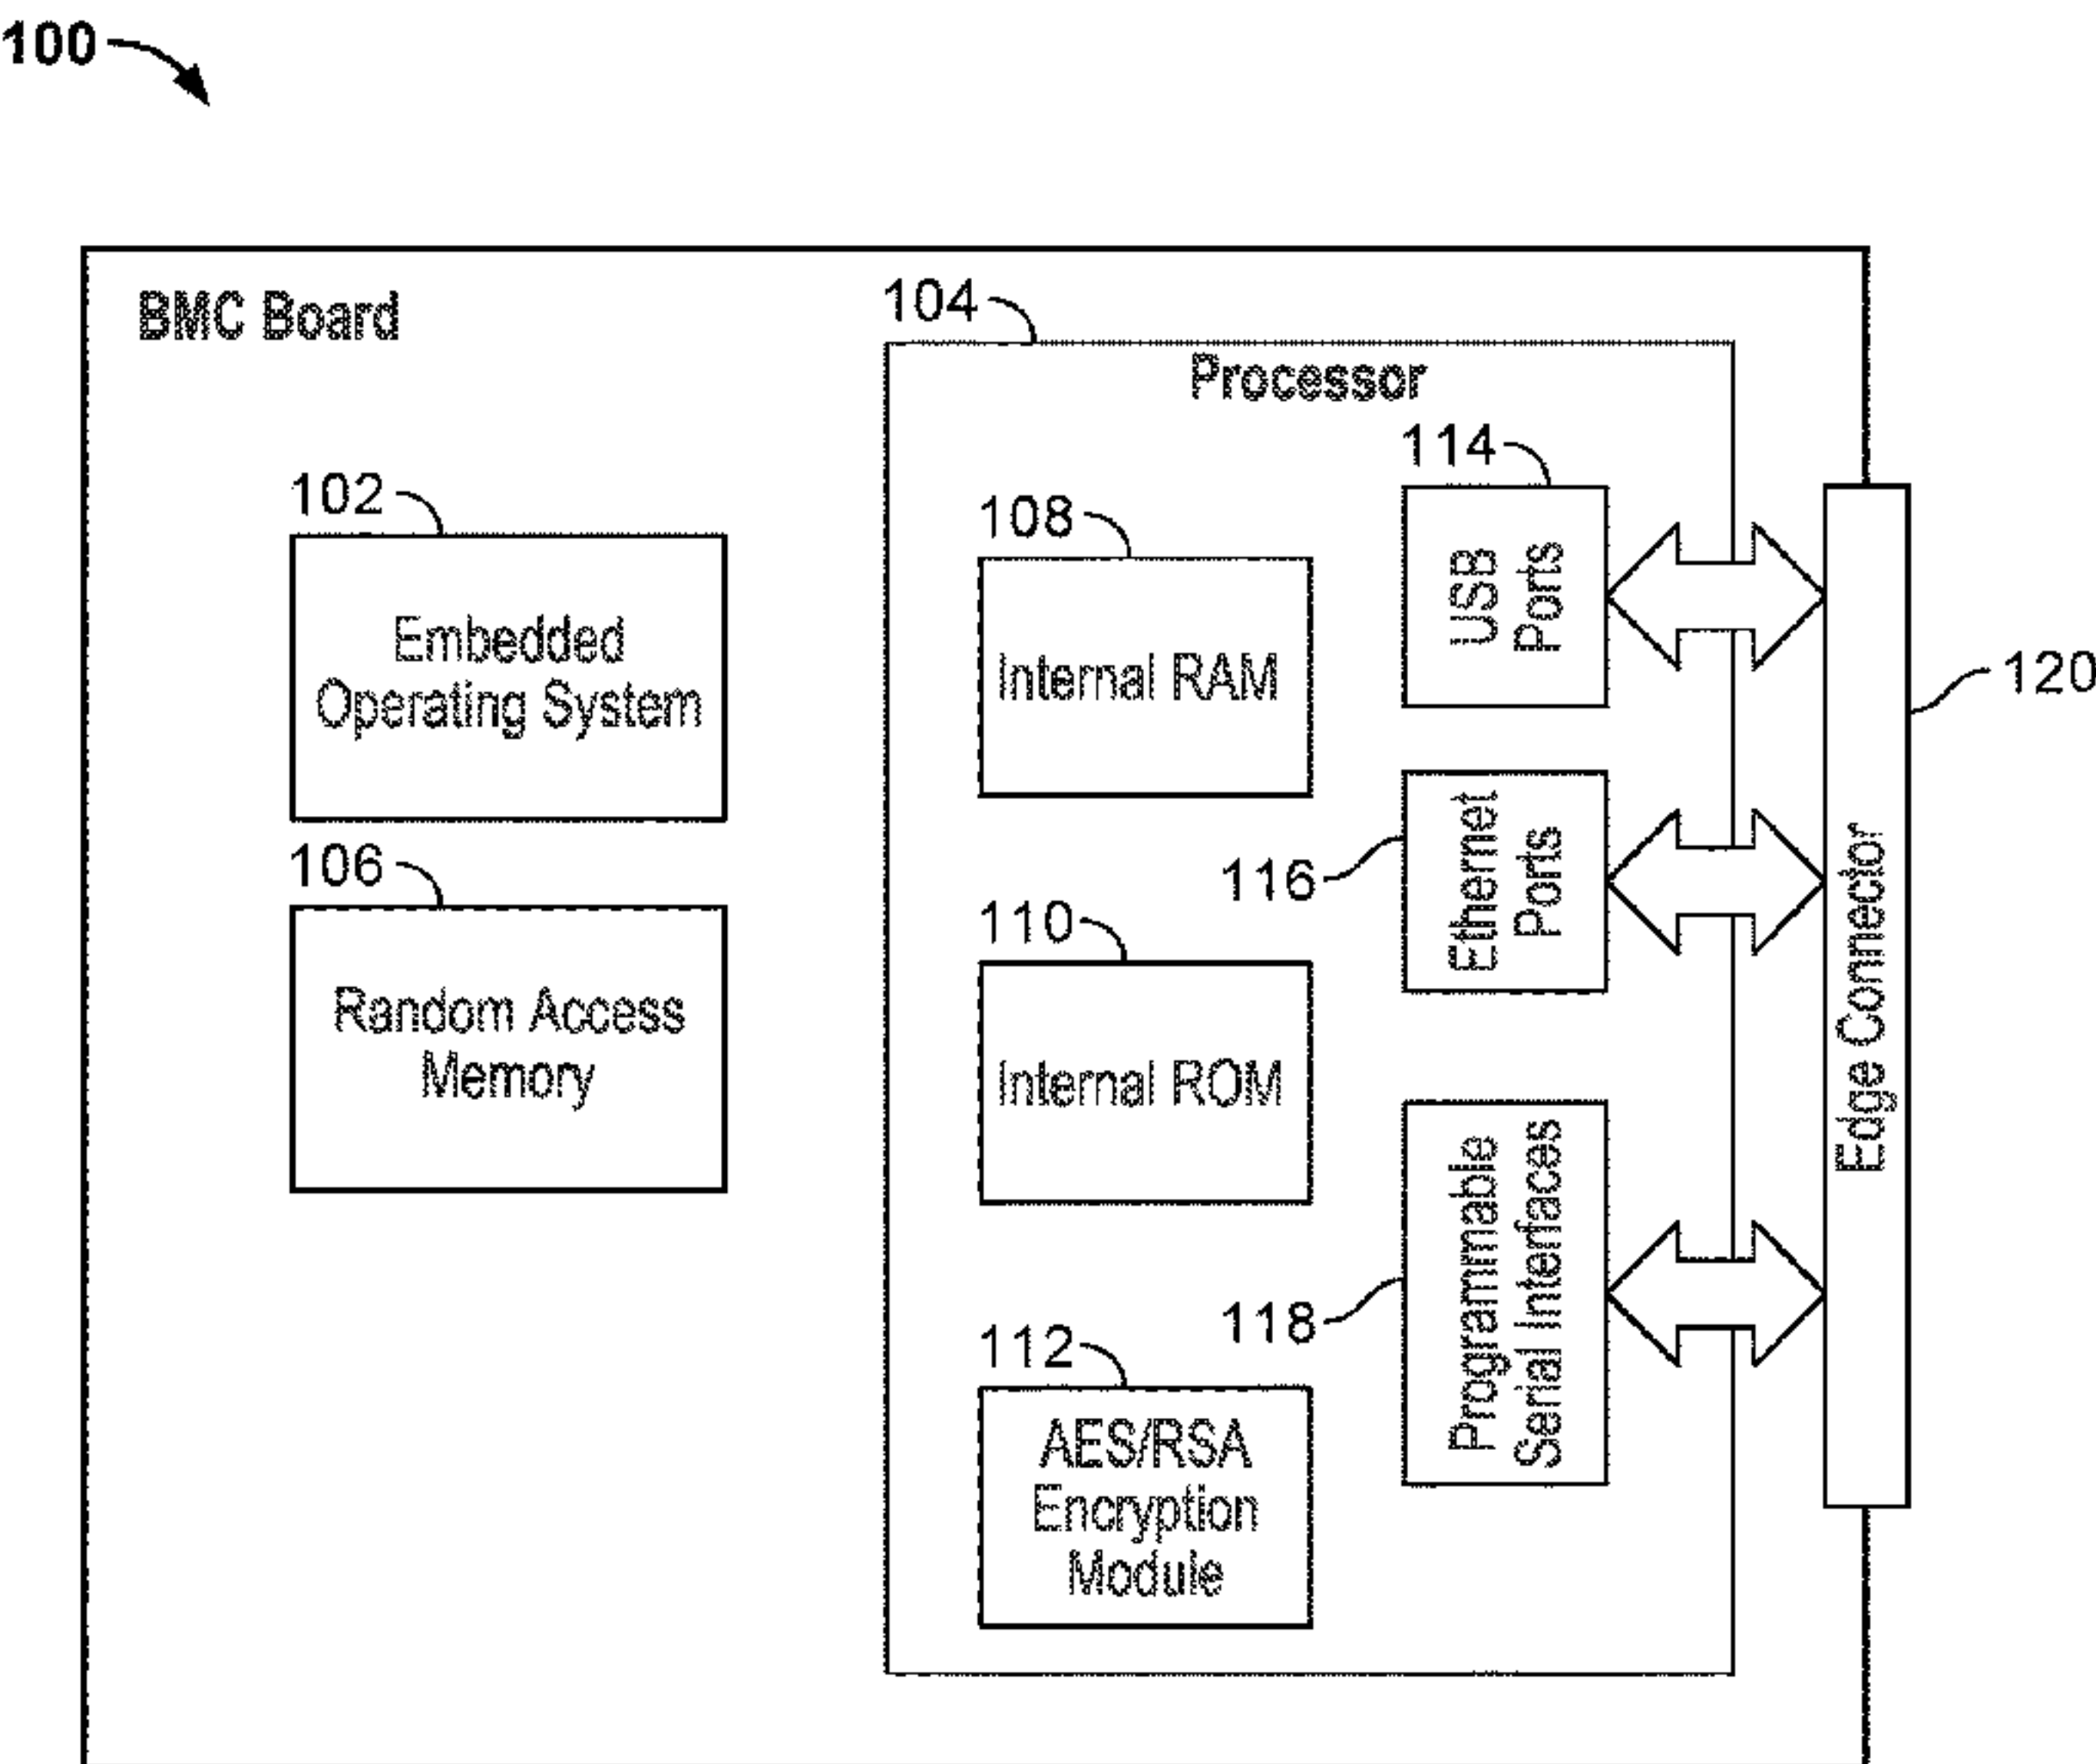 100
BMC Board
104
Processor
102
Embedded
Operating System
106
Random Access
Memory
108
Internal RAM
110
Internal ROM
112
AES/RSA
Encryption
Module
114
USB
Ports
116
Ethernet
Ports
118
Programmable
Serial Interfaces
120
Edge Connector